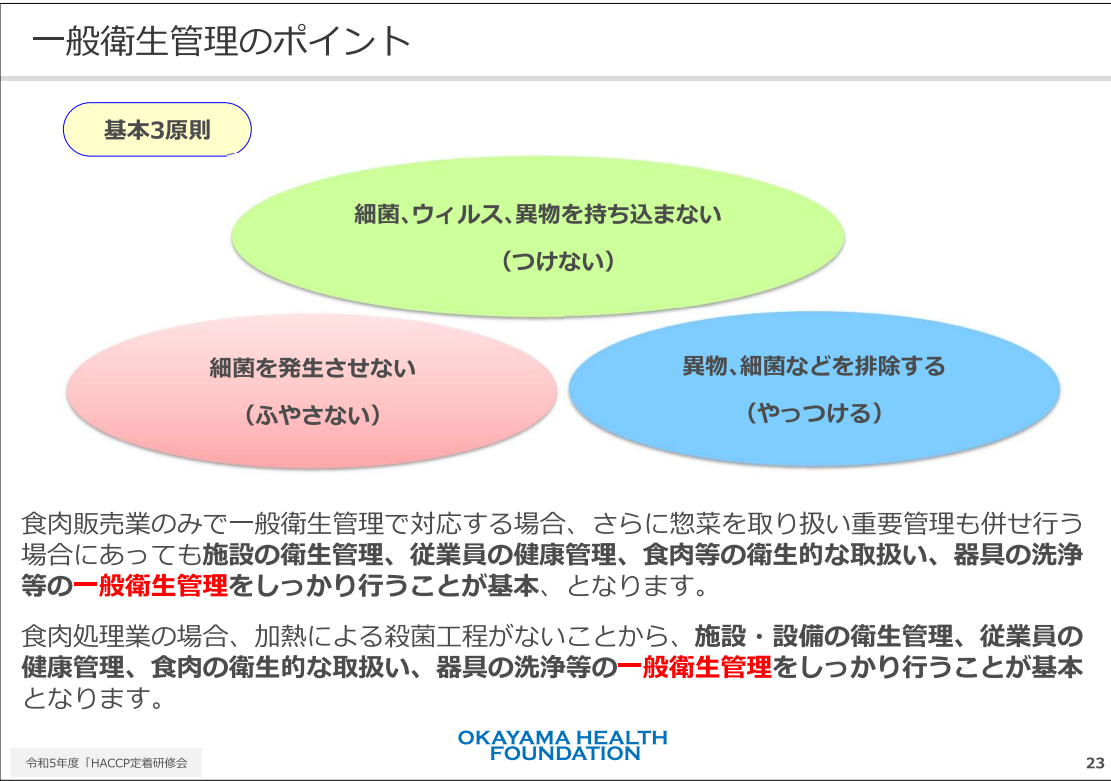 一般衛生管理のポイント
基本3原則
細菌、ウィルス、異物を持ち込まない
（つけない）
細菌を発生させない
（ふやさない）
異物、細菌などを排除する
（やっつける）
食肉販売業のみで一般衛生管理で対応する場合、さらに惣菜を取り扱い重要管理も併せ行う
場合にあっても施設の衛生管理、従業員の健康管理、食肉等の衛生的な取扱い、器具の洗浄
等の一般衛生管理をしっかり行うことが基本、となります。
食肉処理業の場合、加熱による殺菌工程がないことから、施設・設備の衛生管理、従業員の
健康管理、食肉の衛生的な取扱い、器具の洗浄等の一般衛生管理をしっかり行うことが基本
となります。
OKAYAMA HEALTH
FOUNDATION
令和5年度「HACCP定着研修会
23